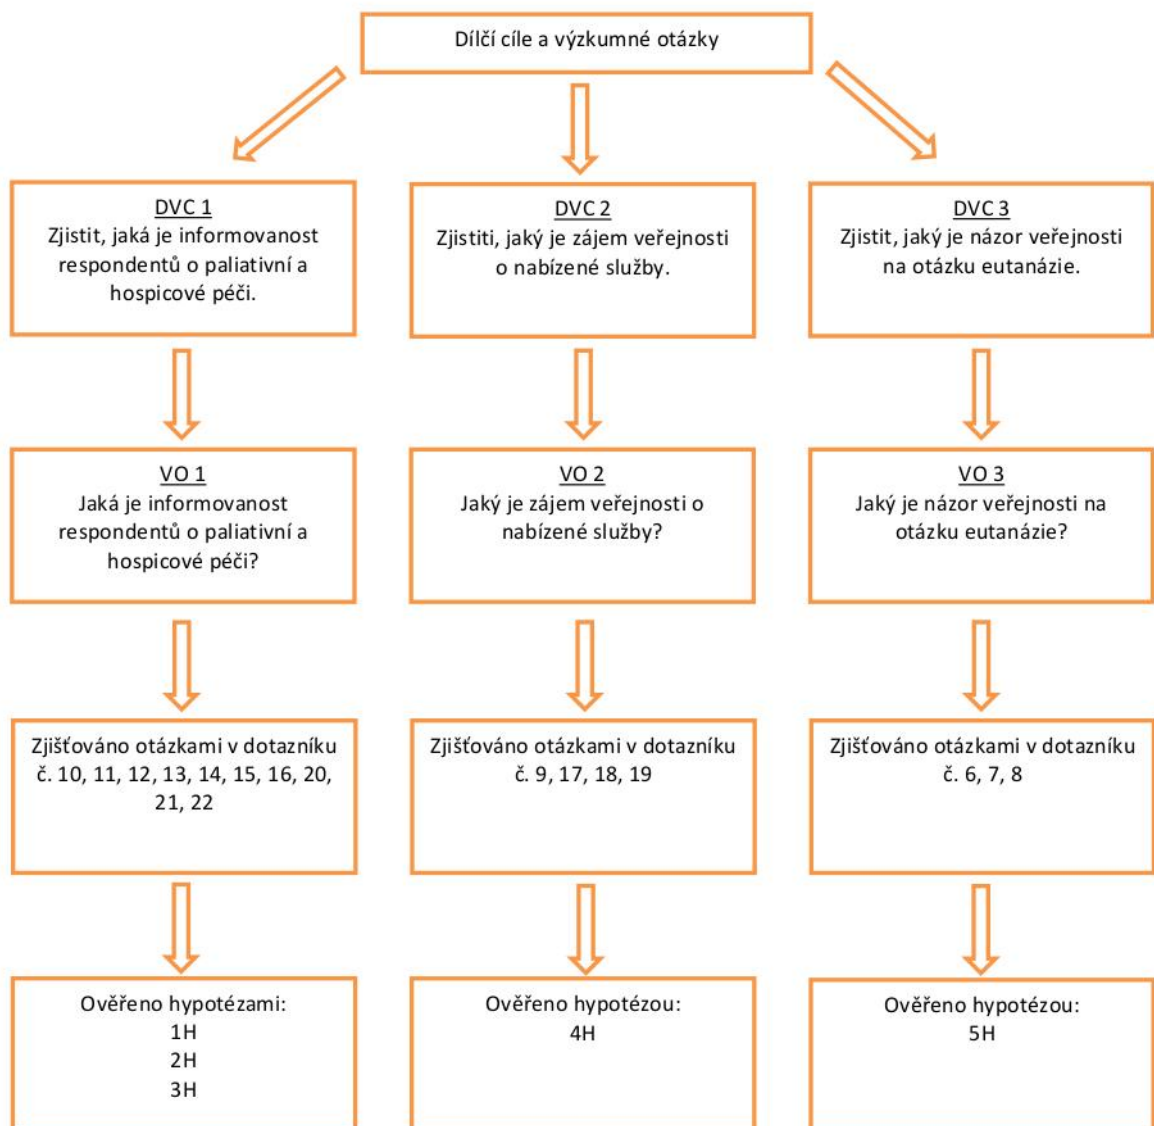 Dílčí cíle a výzkumné otázky
DVC 1
Zjistit, jaká je informovanost
respondentů o paliativní a
hospicové péči.
DVC 2
Zjistiti, jaký je zájem veřejnosti
o nabízené služby.
DVC 3
Zjistit, jaký je názor veřejnosti
na otázku eutanázie.
VO 1
Jaká je informovanost
respondentů o paliativní a
hospicové péči?
VO 2
Jaký je zájem veřejnosti o
nabízené služby?
VO 3
Jaký je názor veřejnosti na
otázku eutanázie?
Zjišťováno otázkami v dotazníku
č. 10, 11, 12, 13, 14, 15, 16, 20,
21, 22
Zjišťováno otázkami v dotazníku
č. 9, 17, 18, 19
Zjišťováno otázkami v dotazníku
č. 6, 7, 8
Ověřeno hypotézami:
1H
2H
3H
Ověřeno hypotézou:
4H
Ověřeno hypotézou:
5H